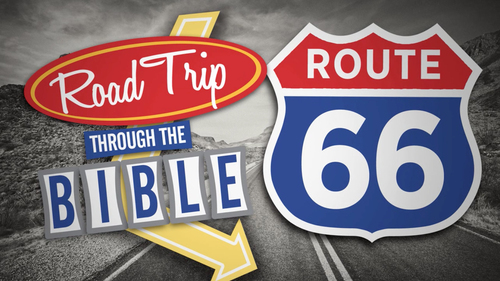 Road Trip
THROUGH THE
BIBLE
ROUTE
66